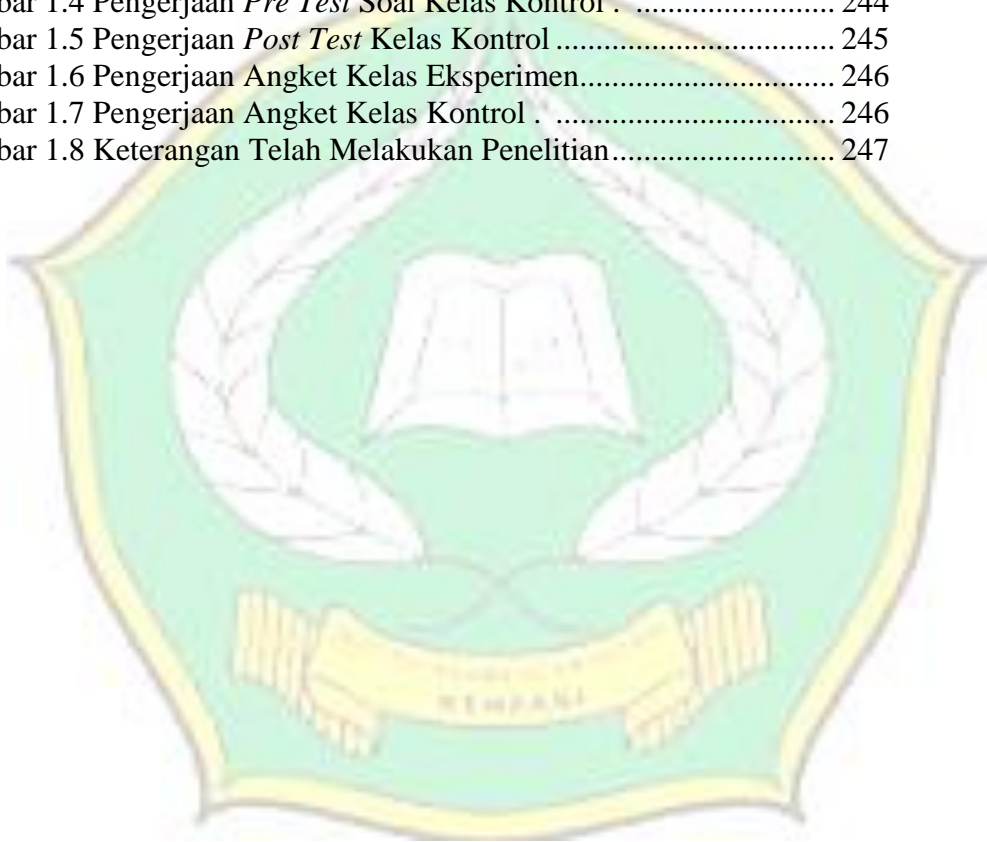 bar 1.4 Pengerjaan Pre Test Soal Kelas Kontrol . ......................... 244
bar 1.5 Pengerjaan Post Test Kelas Kontrol .................................. 245
bar 1.6 Pengerjaan Angket Kelas Eksperimen............................... 246
bar 1.7 Pengerjaan Angket Kelas Kontrol . .................................. 246
bar 1.8 Keterangan Telah Melakukan Penelitian........................... 247